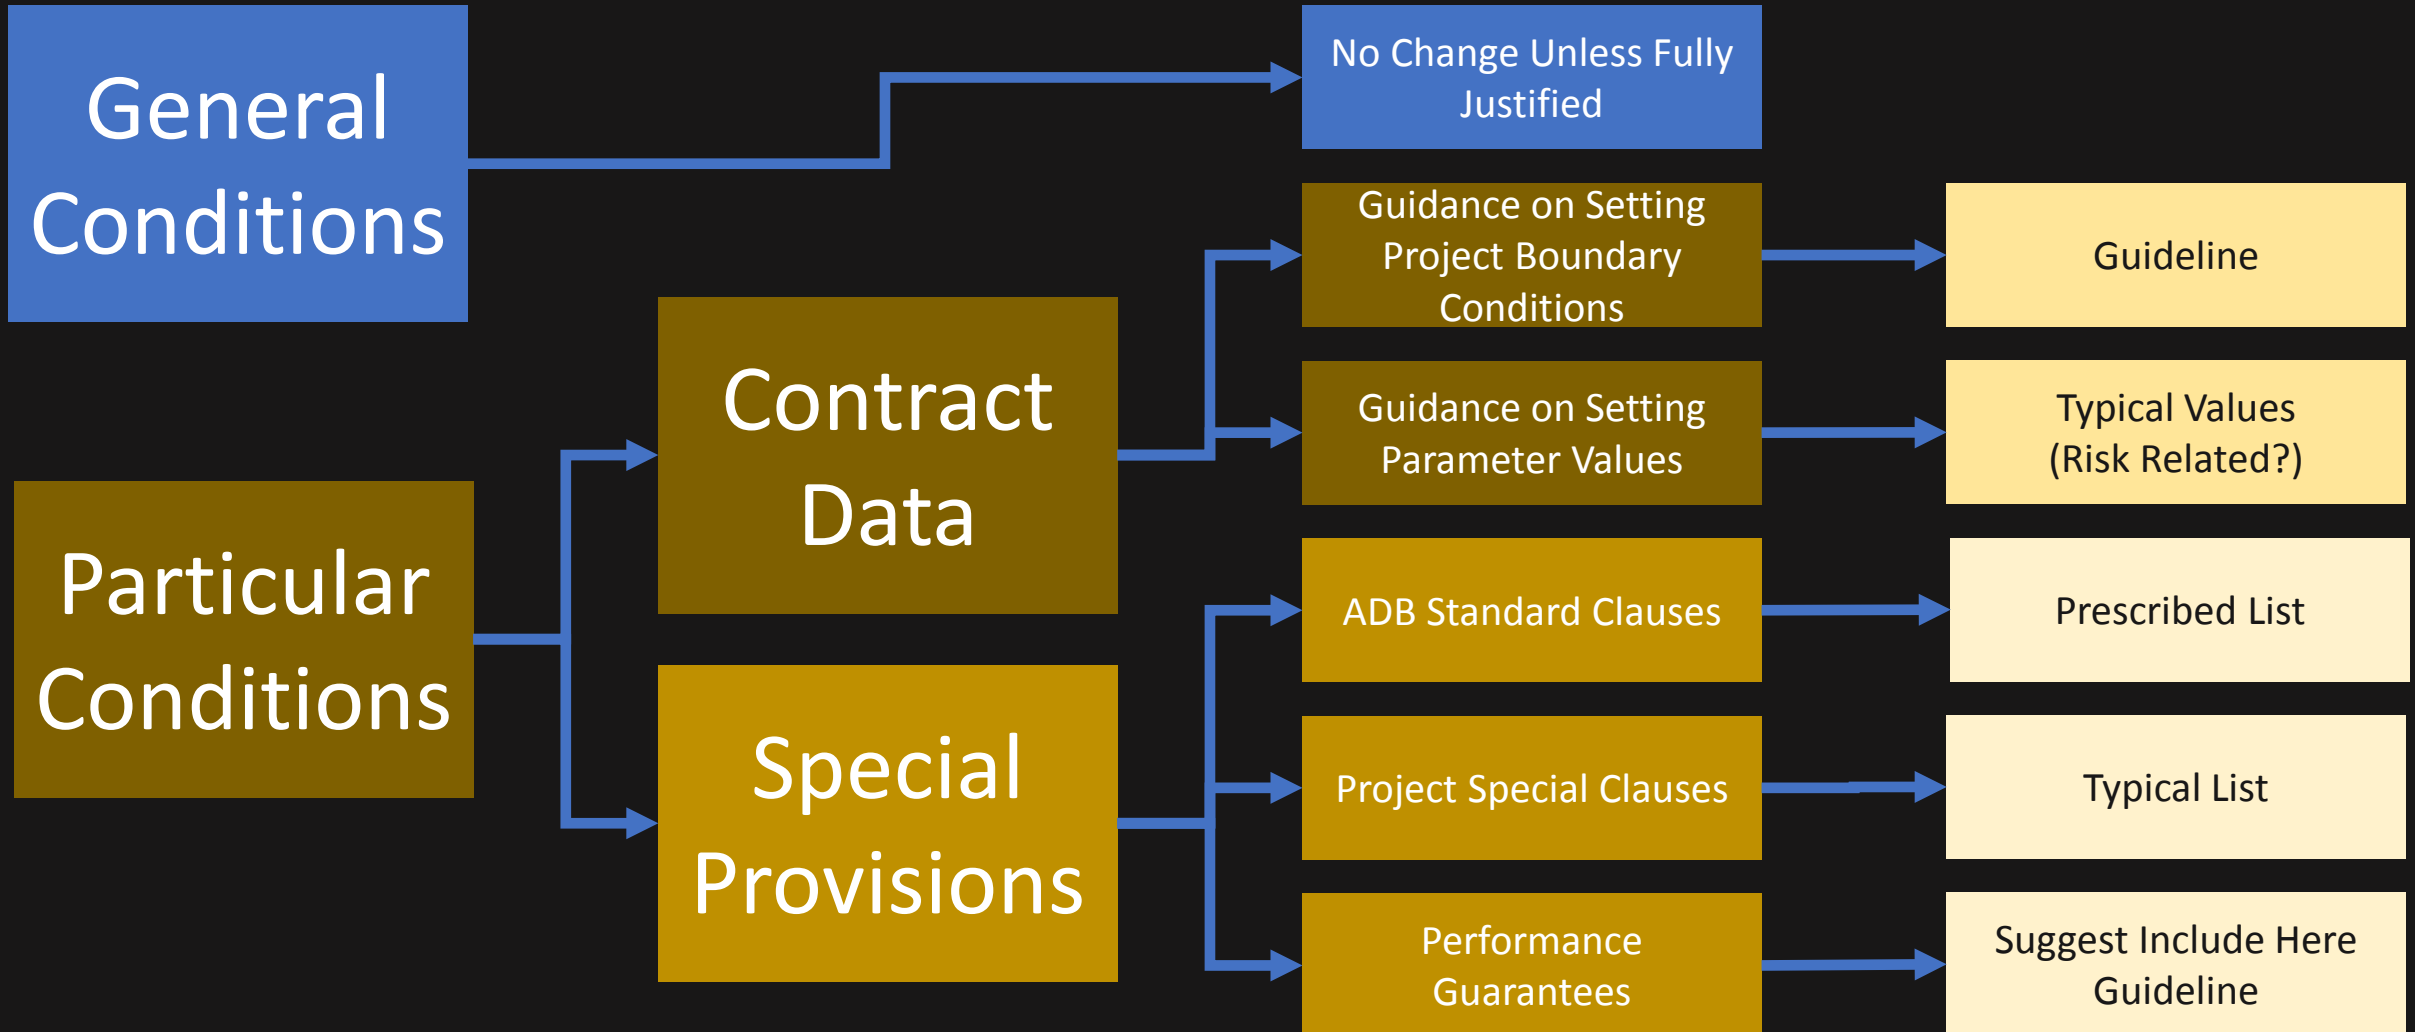 General
Conditions
No Change Unless Fully
Justified
Guidance on Setting
Project Boundary
Conditions
Guideline
Contract
Data
Guidance on Setting
Parameter Values
Typical Values
(Risk Related?)
Particular
Conditions
ADB Standard Clauses
Prescribed List
Special
Provisions
Project Special Clauses
Typical List
Performance
Guarantees
Suggest Include Here
Guideline